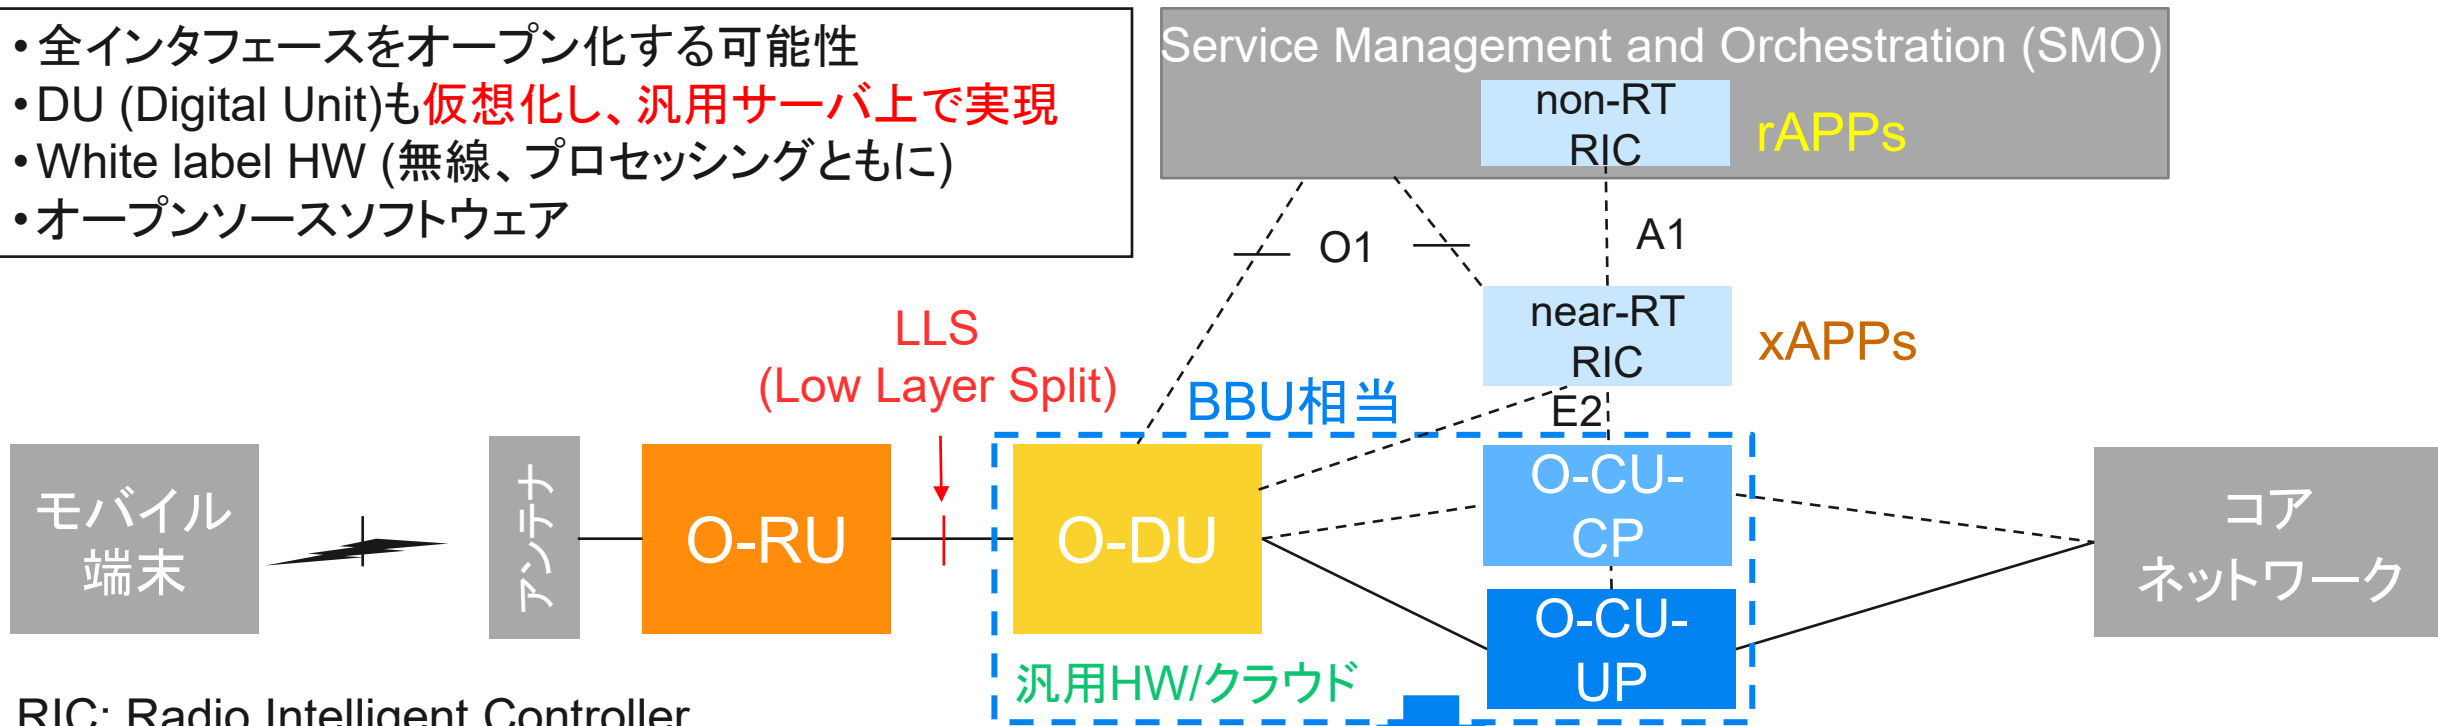 •全インタフェースをオープン化する可能性
•DU (Digital Unit)も仮想化し、汎用サーバ上で実現
•White label HW (無線、プロセッシングともに)
•オープンソースソフトウェア
Service Management and Orchestration (SMO)
non-RT
RIC
rAPPs
O1
A1
near-RT
RIC
xAPPs
LLS
(Low Layer Split)
BBU相当
E2
モバイル
端末
アンテナ
O-RU
O-DU
O-CU-
CP
O-CU-
UP
コア
ネットワーク
汎用HW/クラウド
RIC: Radio Intelligent Controller